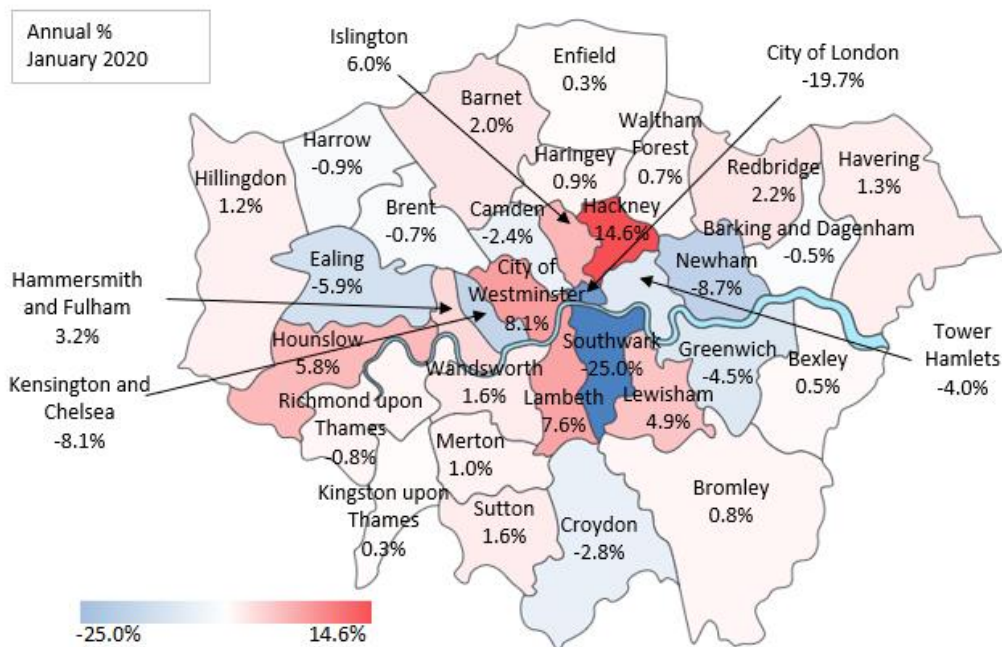 Annual %
January 2020
Islington
6.0%
Enfield
0.3%
City of London
-19.7%
Barnet
2.0%
Waltham
Forest
0.7%
Harrow
-0.9%
Haringey
0.9%
Redbridge
2.2%
Havering
1.3%
Hillingdon
1.2%
Brent
-0.7%
Camden
-2.4%
Hackney
14.6%
Barking and Dagenham
-0.5%
Ealing
-5.9%
City of
Westminster
8.1%
Newham
-8.7%
Hammersmith
and Fulham
3.2%
Hounslow
5.8%
Wandsworth
1.6%
Southwark
-25.0%
Greenwich
-4.5%
Bexley
0.5%
Tower
Hamlets
-4.0%
Kensington and
Chelsea
-8.1%
Richmond upon
Thames
-0.8%
Lambeth
7.6%
Lewisham
4.9%
Merton
1.0%
Kingston upon
Thames
0.3%
Sutton
1.6%
Croydon
-2.8%
Bromley
0.8%
-25.0%
14.6%